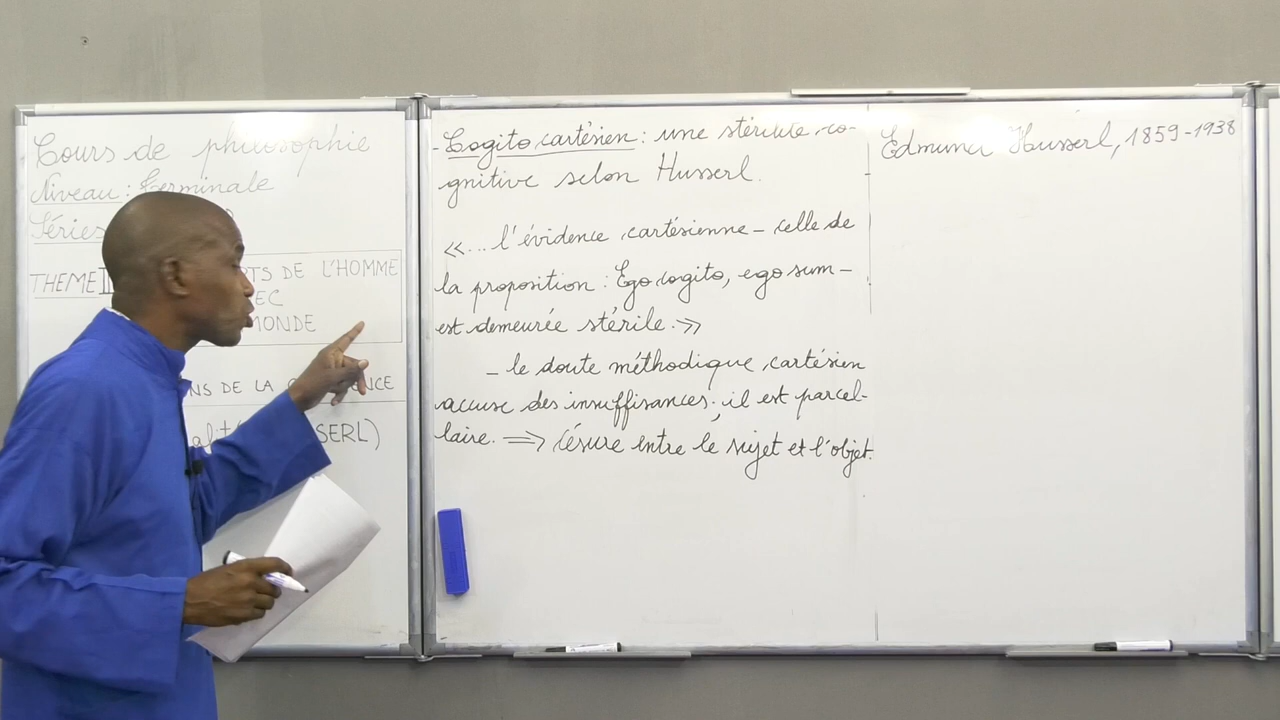 Cours de philosophie
Niveau : Terminale
Séries
THEME II
DE L'HOMME
MONDE
DE LA
SERL)
- Cogito cartésien : une stérilité co-
gnitive selon Husserl.
<<... l'évidence cartésienne - celle de
la proposition : Ego cogito, ego sum -
est demeurée stérile. >>
- le doute méthodique cartésien
accuse des insuffisances ; il est parcel-
laire. => Césure entre le sujet et l'objet.
Edmund Husserl, 1859-1938